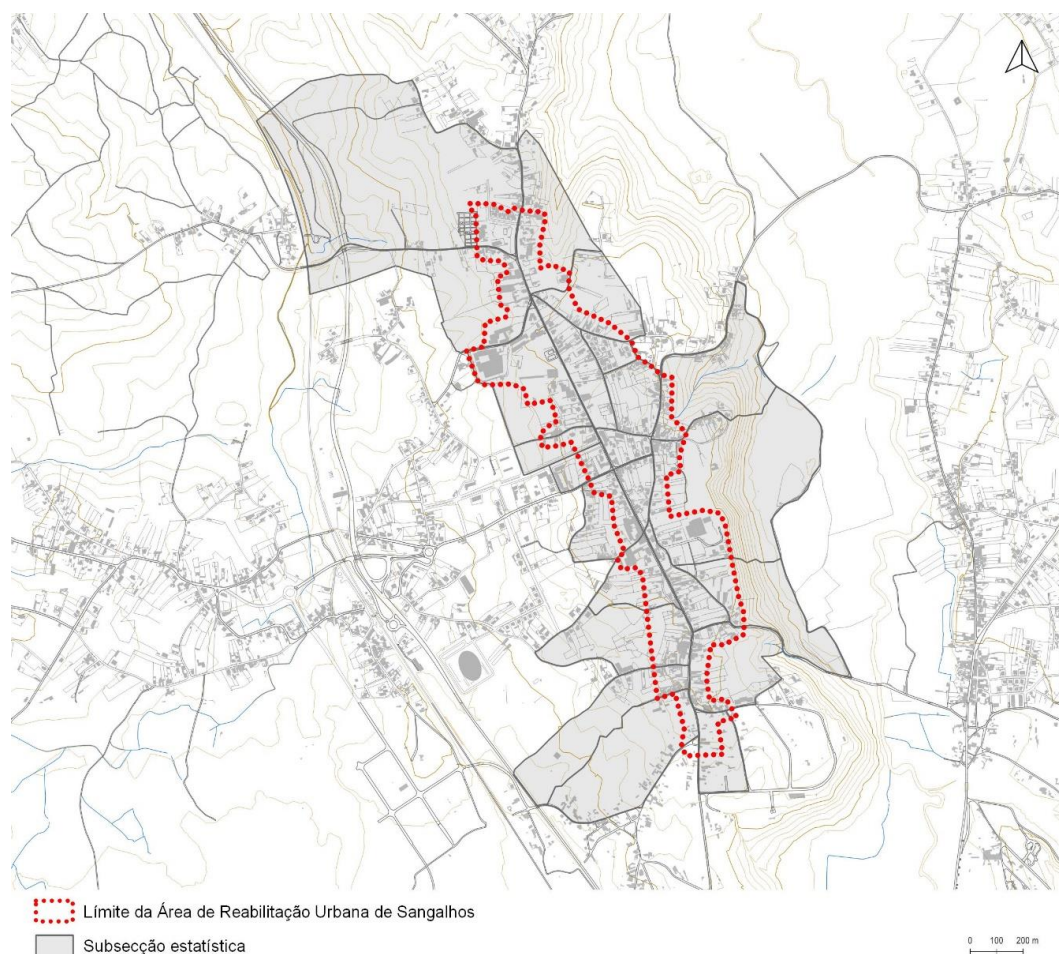 Límite da Área de Reabilitação Urbana de Sangalhos
Subsecção estatística
0 100 200 m